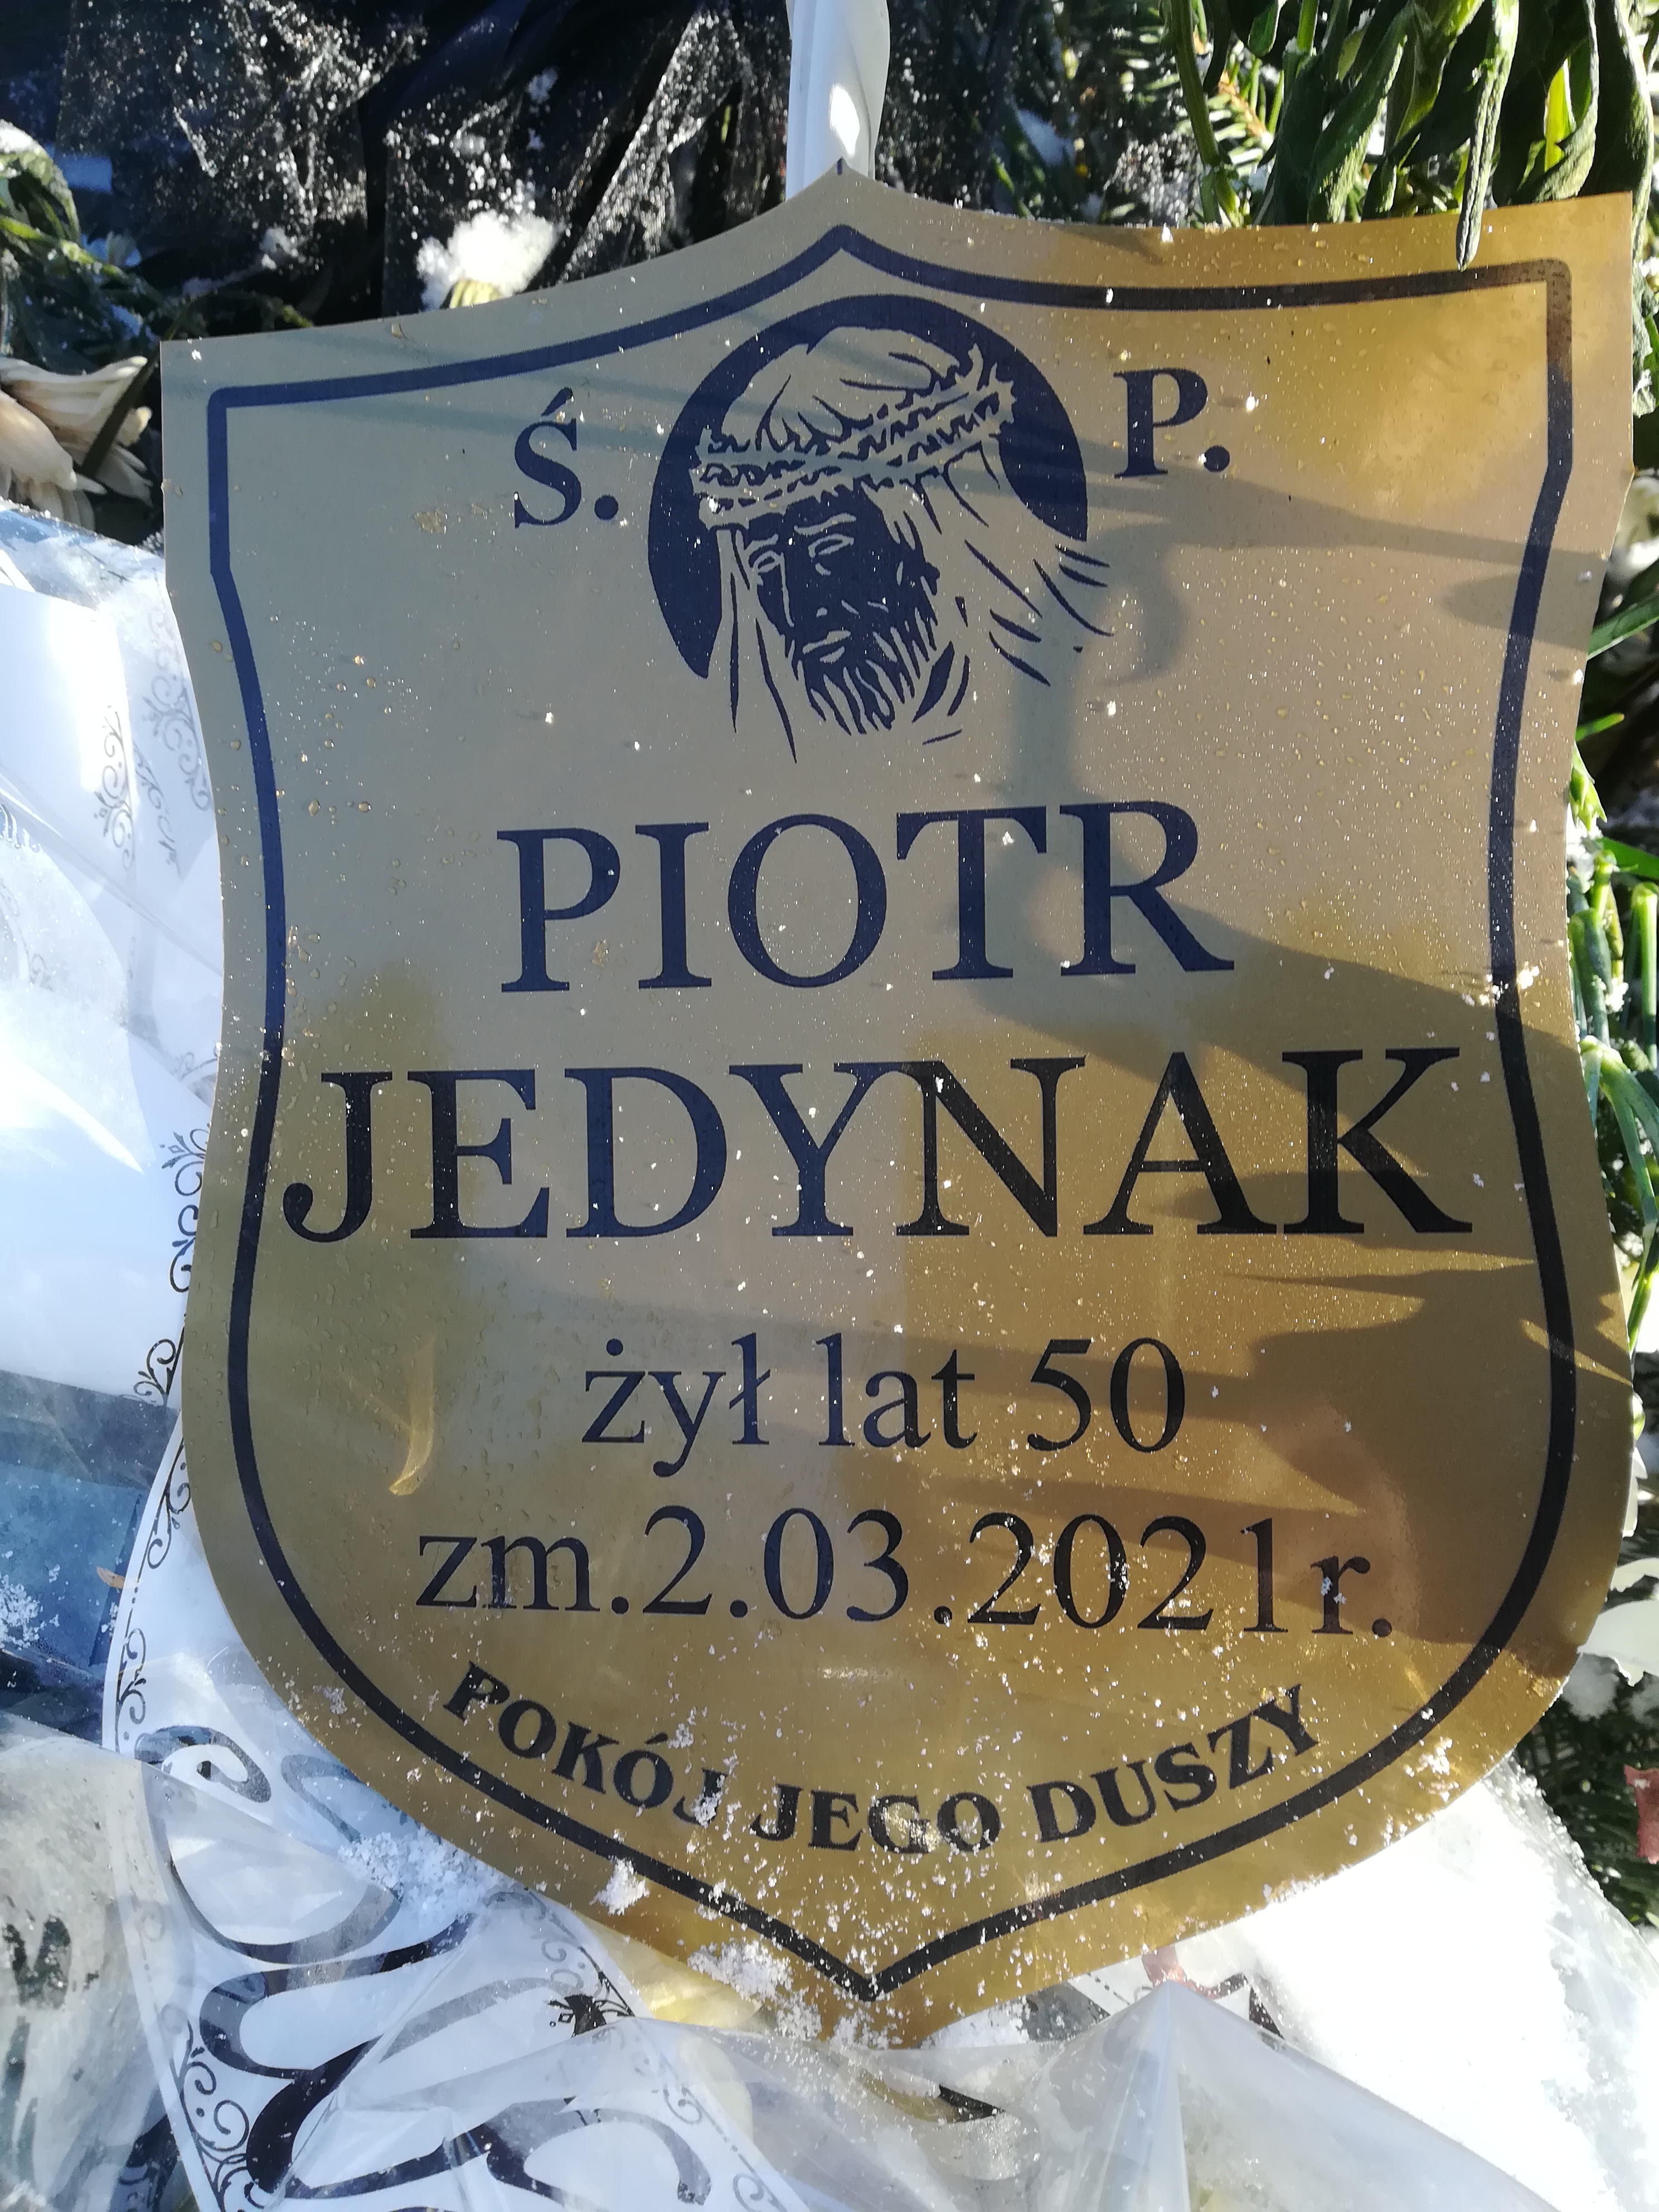 Ś. P.
PIOTR
JEDYNAK
żył lat 50
zm.2.03.2021r.
POKÓJ JEGO DUSZY